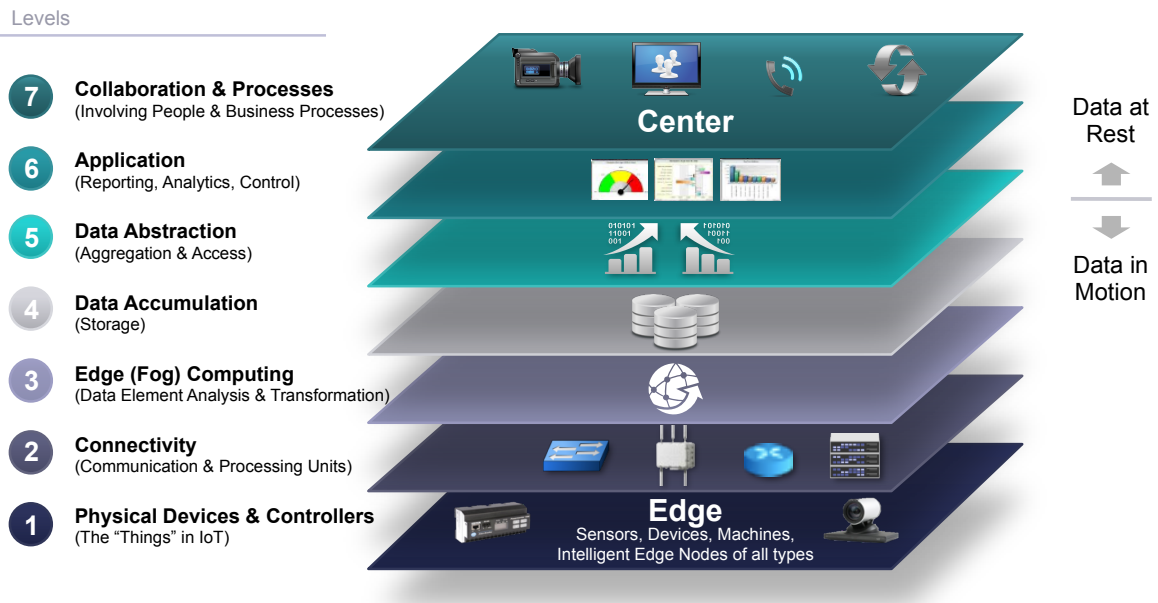 Levels
7
Collaboration & Processes
(Involving People & Business Processes)
6
Application
(Reporting, Analytics, Control)
5
Data Abstraction
(Aggregation & Access)
4
Data Accumulation
(Storage)
3
Edge (Fog) Computing
(Data Element Analysis & Transformation)
2
Connectivity
(Communication & Processing Units)
1
Physical Devices & Controllers
(The “Things” in IoT)
Center
010101
11001
001
Edge
Sensors, Devices, Machines,
Intelligent Edge Nodes of all types
Data at
Rest
Data in
Motion